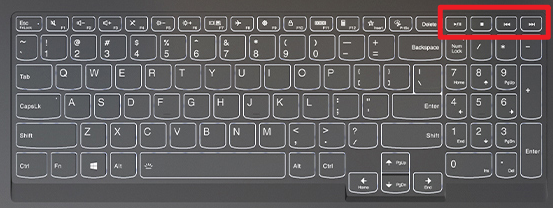 Esc F1 F2 F3 F4 F5 F6 F7 F8 F9 F10 F11 F12 Delete
~ ! @ # $ % ^ & * ( ) _ +
` 1 2 3 4 5 6 7 8 9 0 - = Backspace Num Lock / * -
Tab Q W E R T Y U I O P { } | 7 8 9 +
[ ] \ Home PgUp
CapsLk A S D F G H J K L : " Enter 4 5 6
; '
Shift Z X C V B N M < > ? Shift 1 2 3 Enter
, . / End PgDn
Ctrl Fn Alt Alt Ctrl PgUp 0 .
Home PgDn End Ins Del